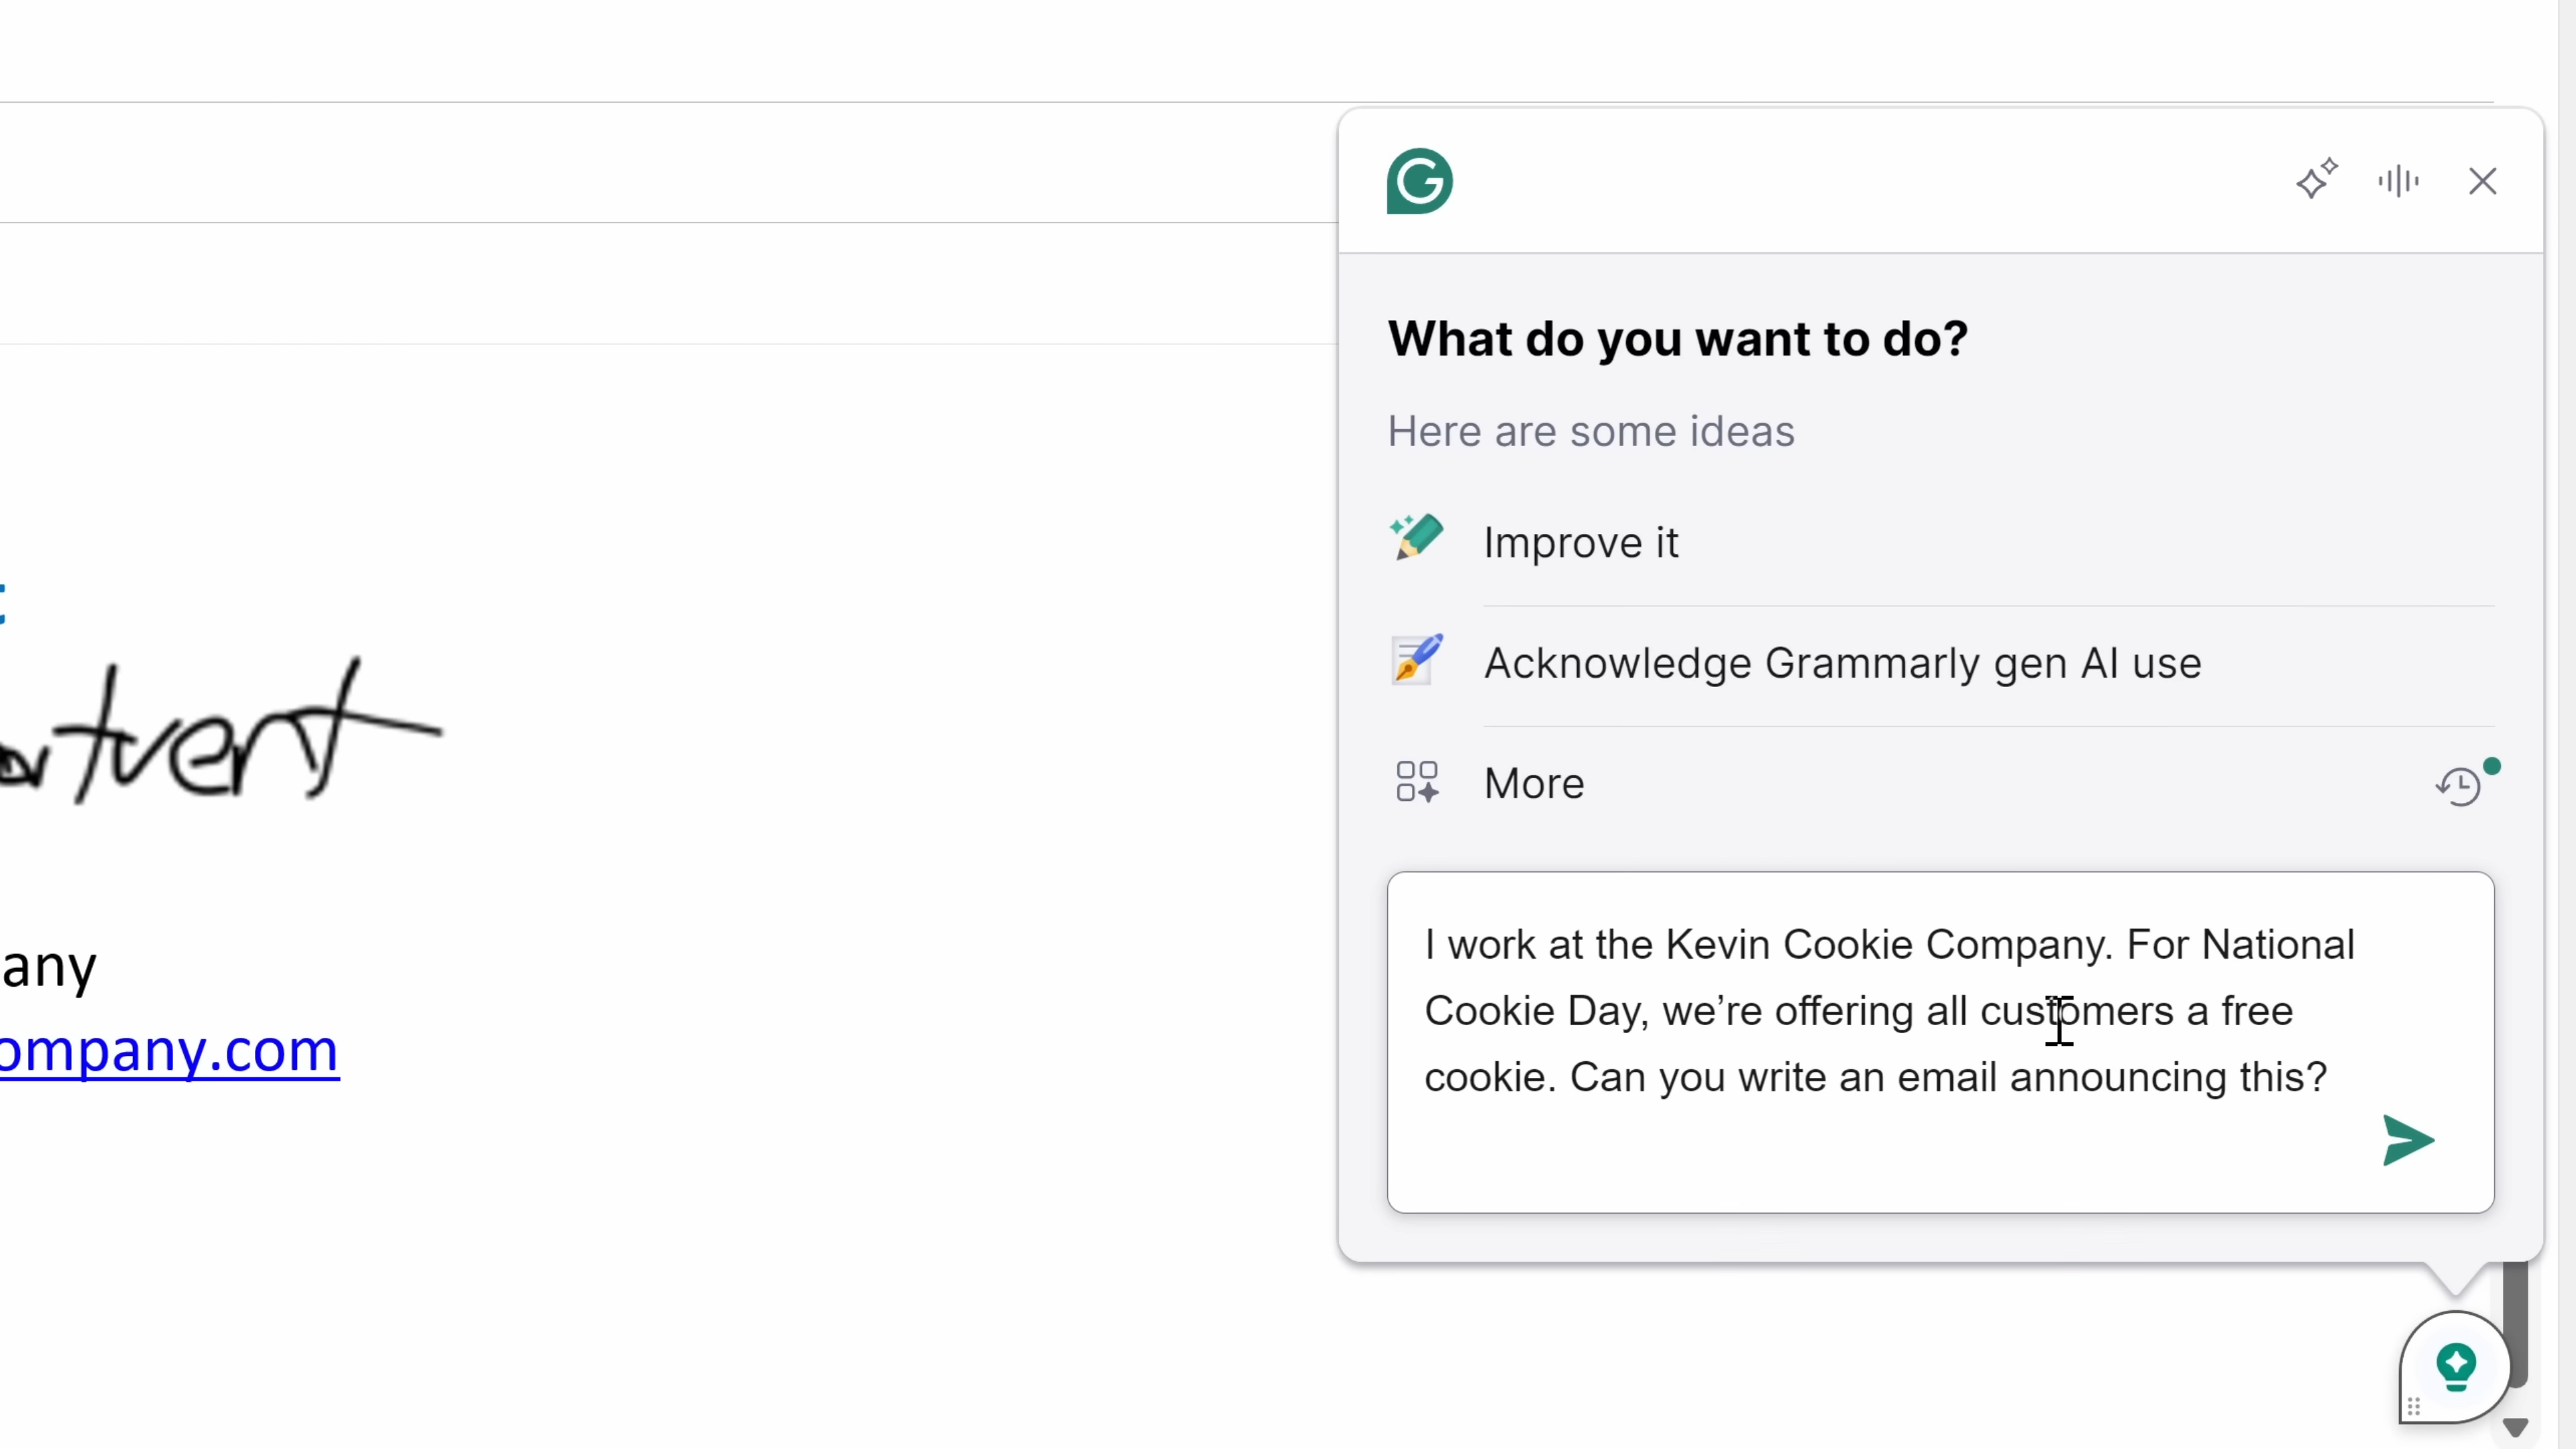 What do you want to do?
Here are some ideas
Improve it
Acknowledge Grammarly gen AI use
More
I work at the Kevin Cookie Company. For National
Cookie Day, we’re offering all customers a free
cookie. Can you write an email announcing this?
t
any
ompany.com